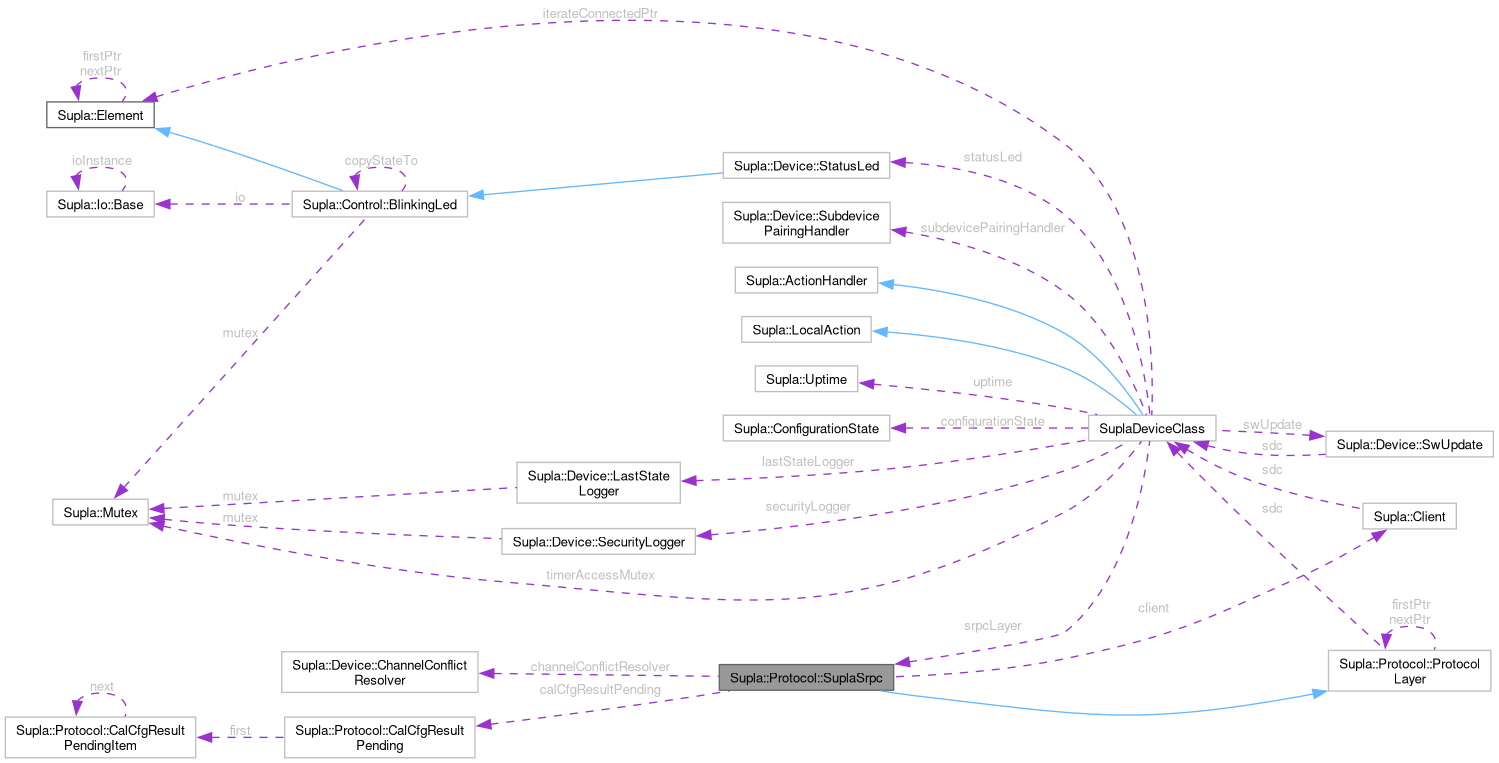 iterateConnectedPtr
firstPtr
nextPtr
Supla::Element
ioInstance
copyStateTo
statusLed
Supla::Device::StatusLed
Supla::Io::Base
io
Supla::Control::BlinkingLed
Supla::Device::Subdevice
PairingHandler
subdevicePairingHandler
Supla::ActionHandler
mutex
Supla::LocalAction
Supla::Uptime
uptime
Supla::ConfigurationState
configurationState
SuplaDeviceClass
swUpdate
sdc
Supla::Device::SwUpdate
lastStateLogger
Supla::Device::LastState
Logger
mutex
sdc
Supla::Mutex
mutex
securityLogger
sdc
Supla::Client
Supla::Device::SecurityLogger
timerAccessMutex
client
firstPtr
nextPtr
srpcLayer
Supla::Device::ChannelConflict
Resolver
channelConflictResolver
Supla::Protocol::SuplaSrpc
Supla::Protocol::Protocol
Layer
calCfgResultPending
next
Supla::Protocol::CalCfgResult
PendingItem
first
Supla::Protocol::CalCfgResult
Pending